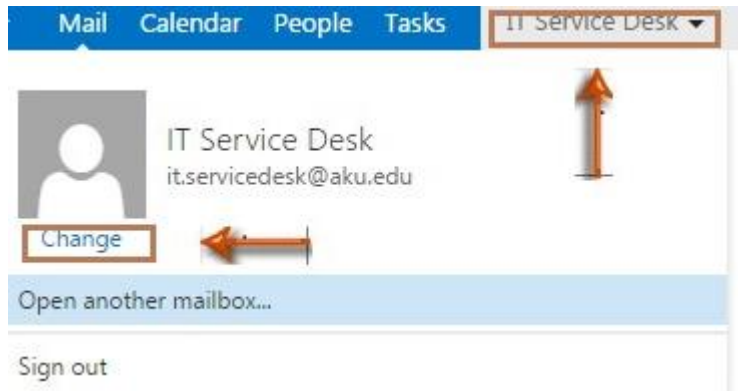 Mail Calendar People Tasks IT Service Desk
IT Service Desk
it.servicedesk@aku.edu
Change
Open another mailbox...
Sign out